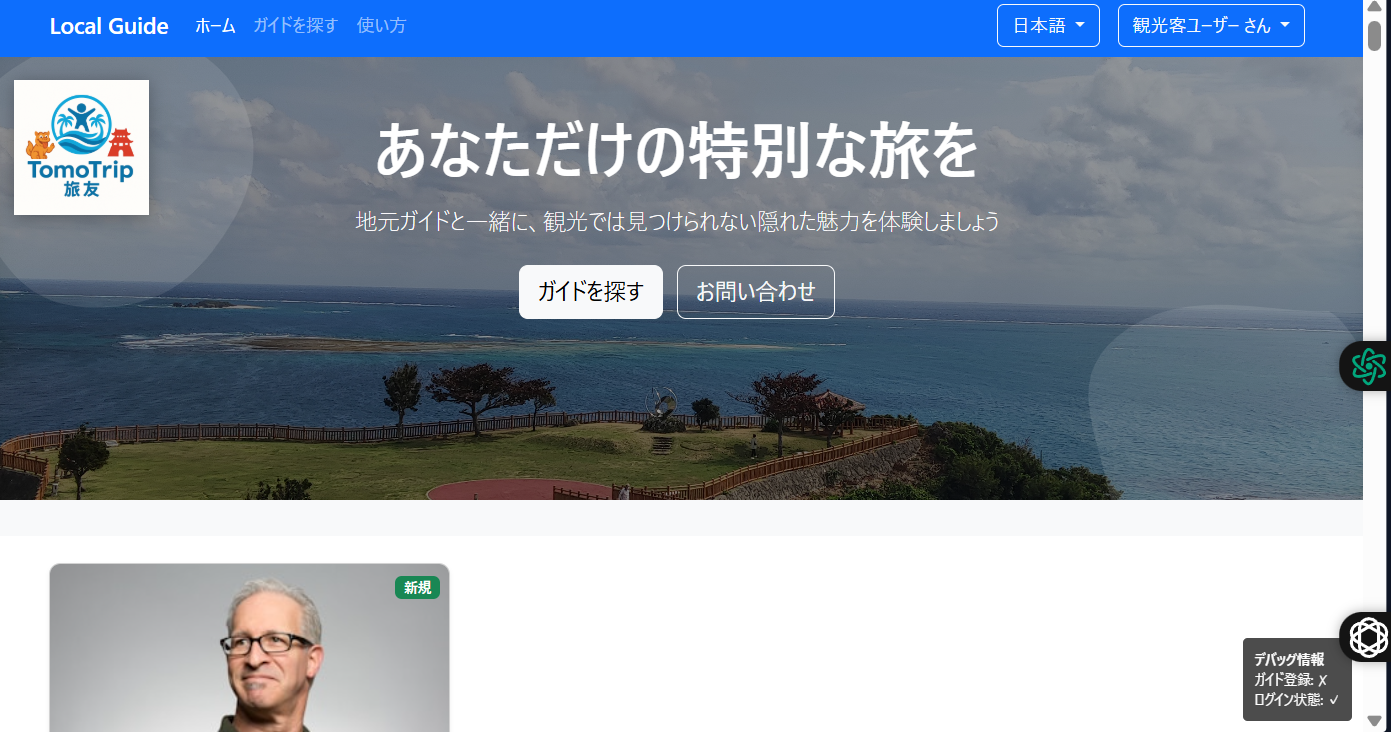 Local Guide ホーム ガイドを探す 使い方 日本語 観光客ユーザー さん
TomoTrip
旅友
あなただけの特別な旅を
地元ガイドと一緒に、観光では見つけられない隠れた魅力を体験しましょう
ガイドを探す お問い合わせ
新規
デバッグ情報
ガイド登録: ✗
ログイン状態: ✓